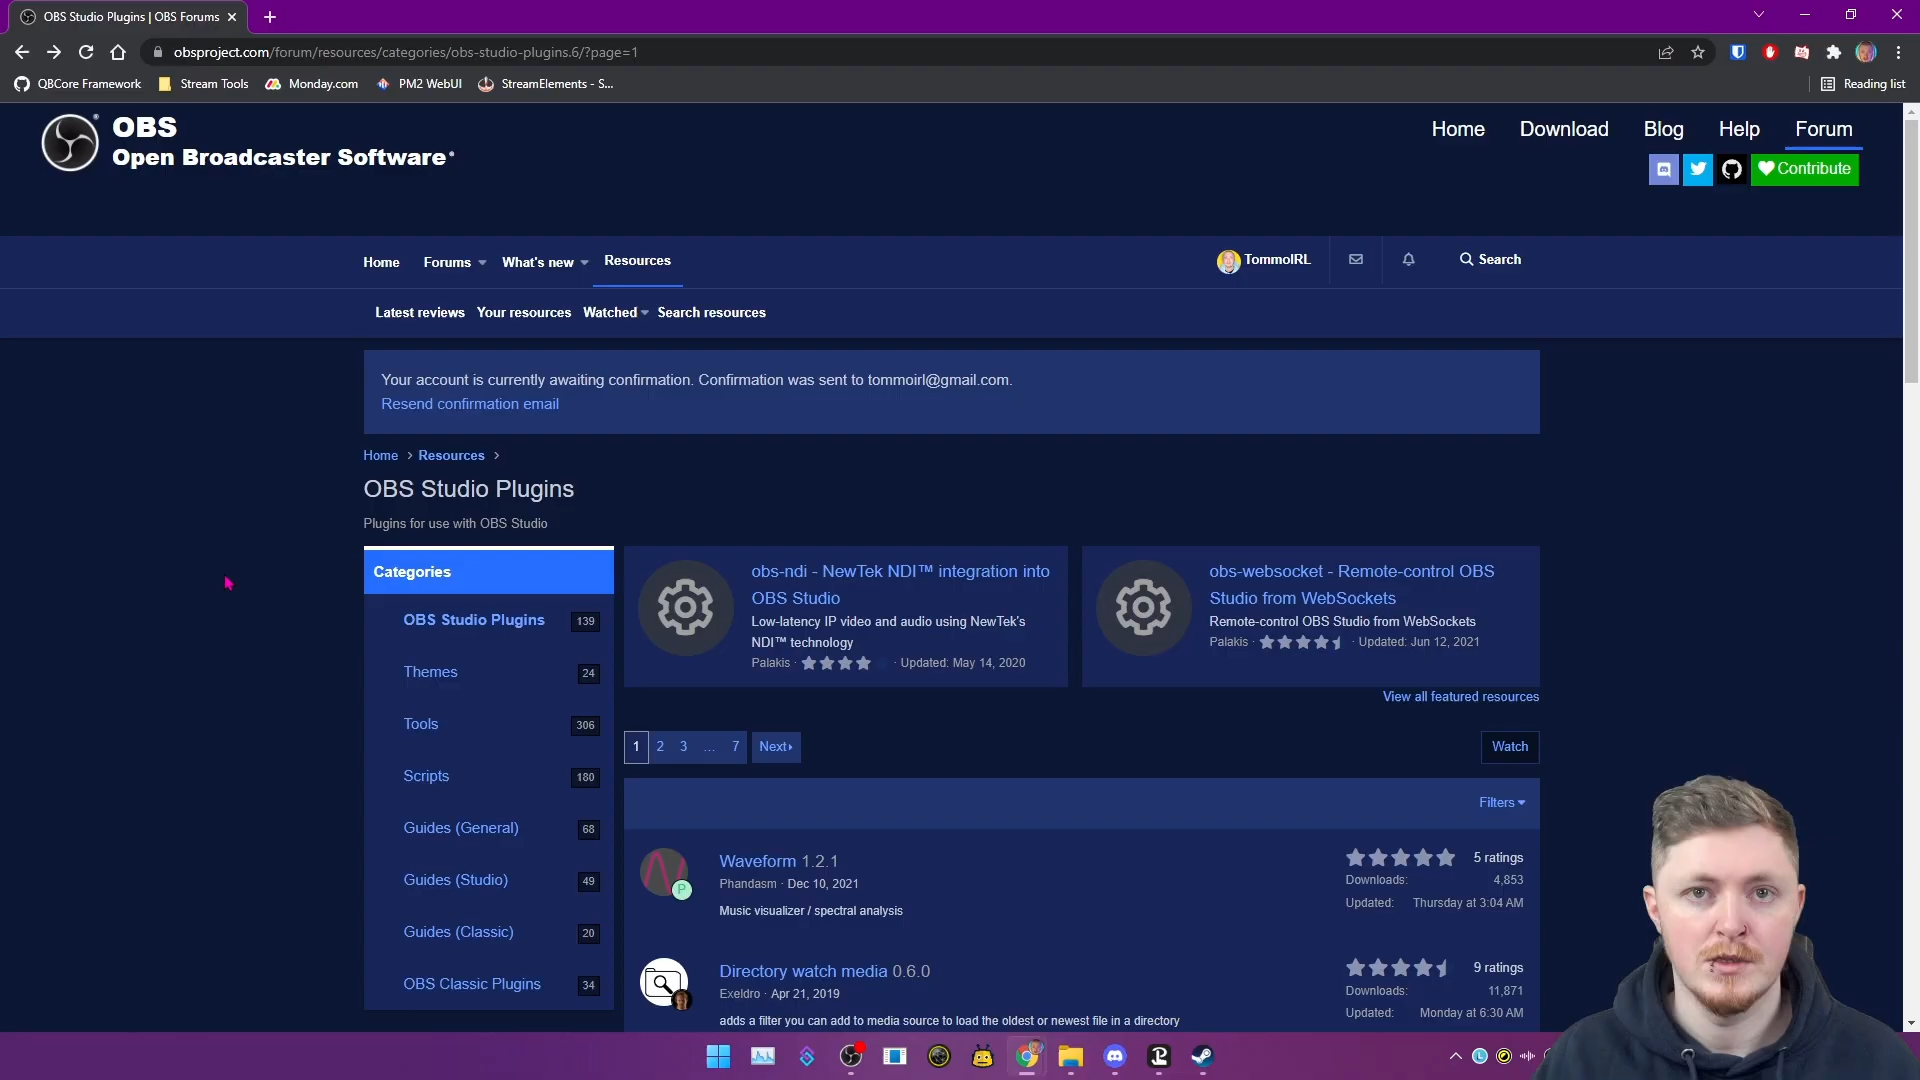 OBS Studio Plugins | OBS Forums
obsproject.com/forum/resources/categories/obs-studio-plugins.6/?page=1
QBCore Framework Stream Tools Monday.com PM2 WebUI StreamElements - S...
Reading list
OBS
Open Broadcaster Software
Home Download Blog Help Forum
Contribute
Home Forums What's new Resources
TommoIRL
Search
Latest reviews Your resources Watched Search resources
Your account is currently awaiting confirmation. Confirmation was sent to tommoirl@gmail.com.
Resend confirmation email
Home Resources
OBS Studio Plugins
Plugins for use with OBS Studio
Categories
OBS Studio Plugins 139
Themes 24
Tools 306
Scripts 180
Guides (General) 68
Guides (Studio) 49
Guides (Classic) 20
OBS Classic Plugins 34
obs-ndi - NewTek NDI™ integration into
OBS Studio
Low-latency IP video and audio using NewTek's
NDI™ technology
Palakis · Updated: May 14, 2020
obs-websocket - Remote-control OBS
Studio from WebSockets
Remote-control OBS Studio from WebSockets
Palakis · Updated: Jun 12, 2021
View all featured resources
1 2 3 ... 7 Next
Watch
Filters
Waveform 1.2.1
Phandasm · Dec 10, 2021
Music visualizer / spectral analysis
P
5 ratings
Downloads: 4,853
Updated: Thursday at 3:04 AM
Directory watch media 0.6.0
Exeldro · Apr 21, 2019
adds a filter you can add to media source to load the oldest or newest file in a directory
9 ratings
Downloads: 11,871
Updated: Monday at 6:30 AM